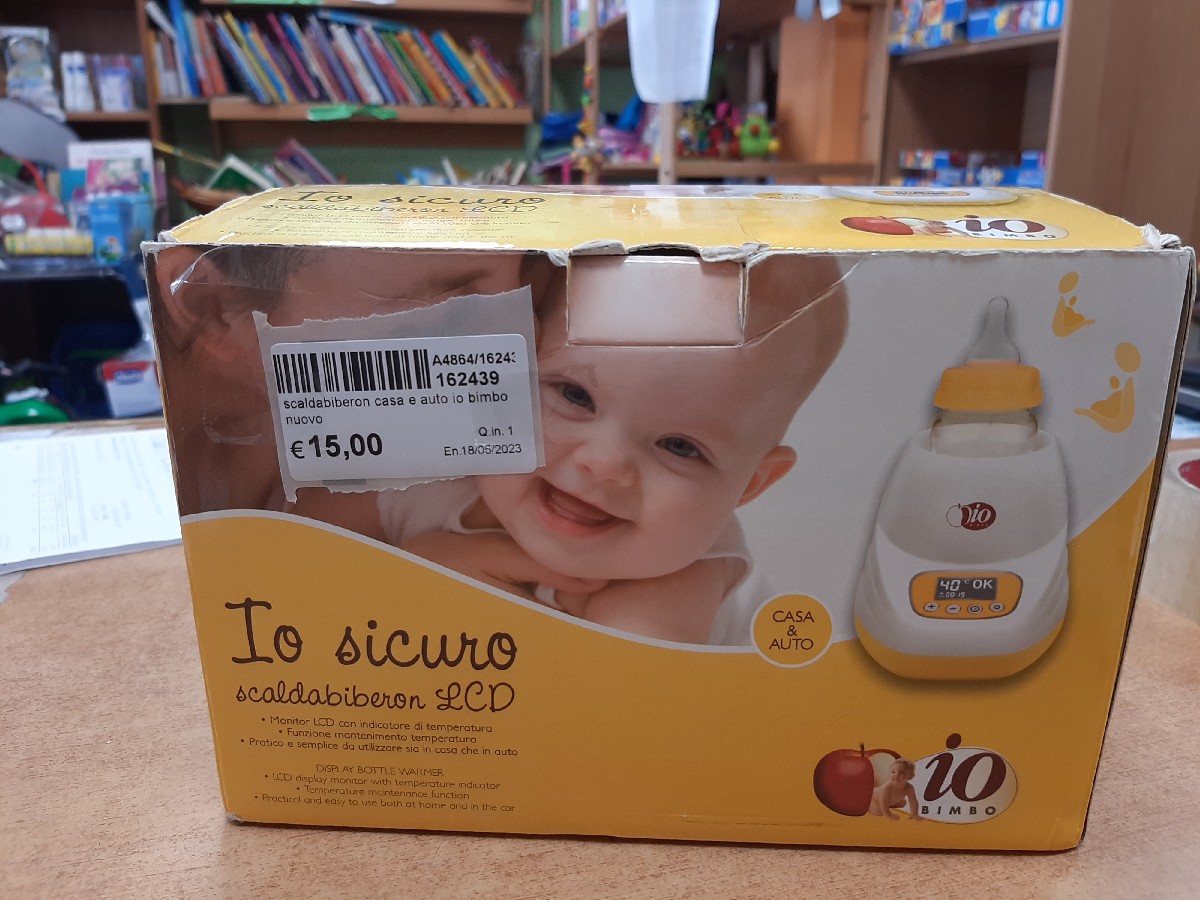 Io sicuro
scaldabiberon LCD
io
BIMBO
A4864/16243
162439
scaldabiberon casa e auto io bimbo
nuovo
Q.in. 1
€ 15,00
En.18/05/2023
io
40° OK
CASA
&
AUTO
Io sicuro
scaldabiberon LCD
• Monitor LCD con indicatore di temperatura
• Funzione mantenimento temperatura
• Pratico e semplice da utilizzare sia in casa che in auto
DISPLAY BOTTLE WARMER
• LCD display monitor with temperature indicator
• Temperature maintenance function
• Practical and easy to use both at home and in the car
io
BIMBO